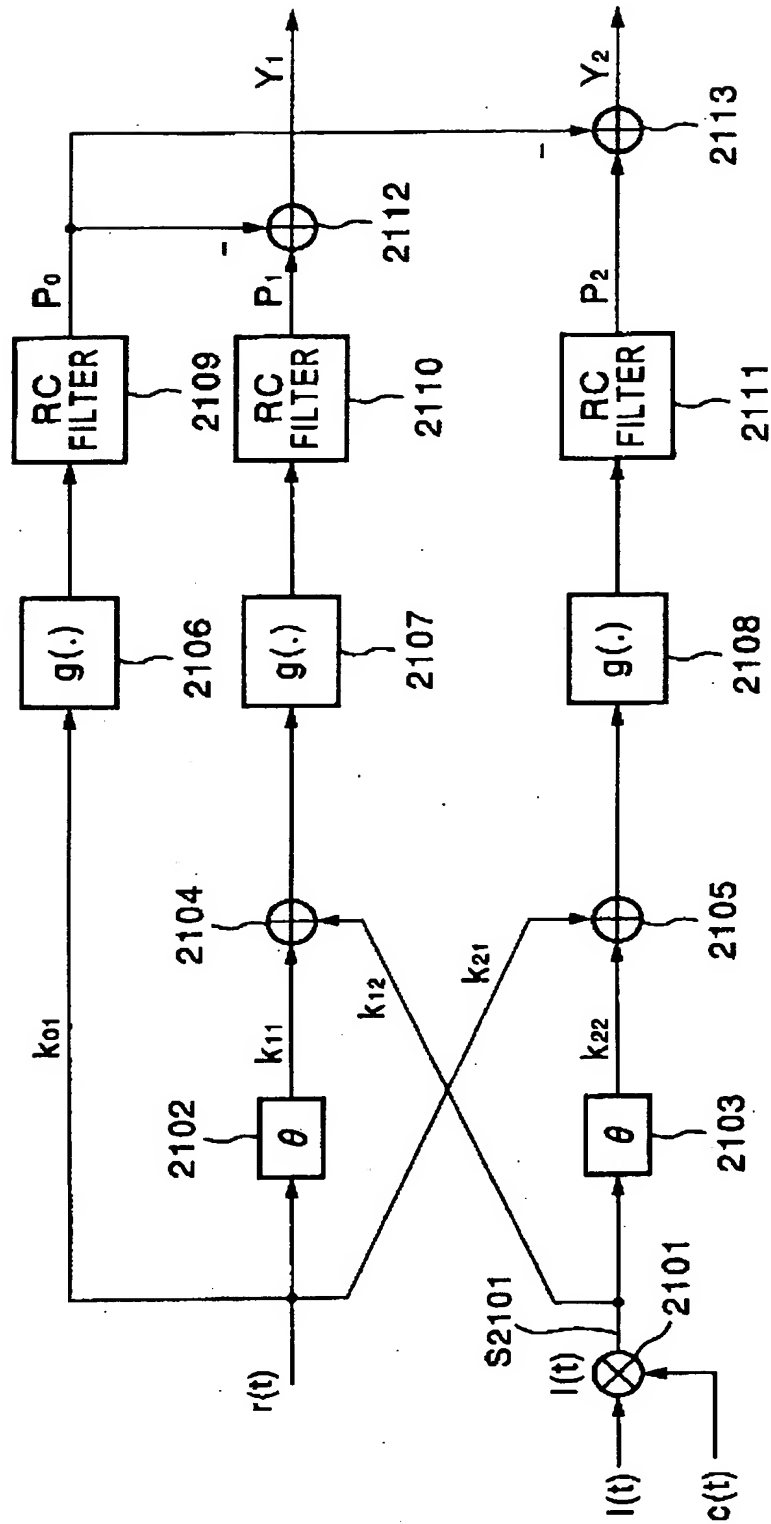 r(t)
l(t)
c(t)
l(t)
S2101
2101
k01
2102
θ
k11
2104
k12
k21
θ
2103
k22
2105
g(.)
2106
g(.)
2107
g(.)
2108
RC
FILTER
2109
RC
FILTER
2110
RC
FILTER
2111
P0
P1
P2
-
2112
Y1
-
2113
Y2